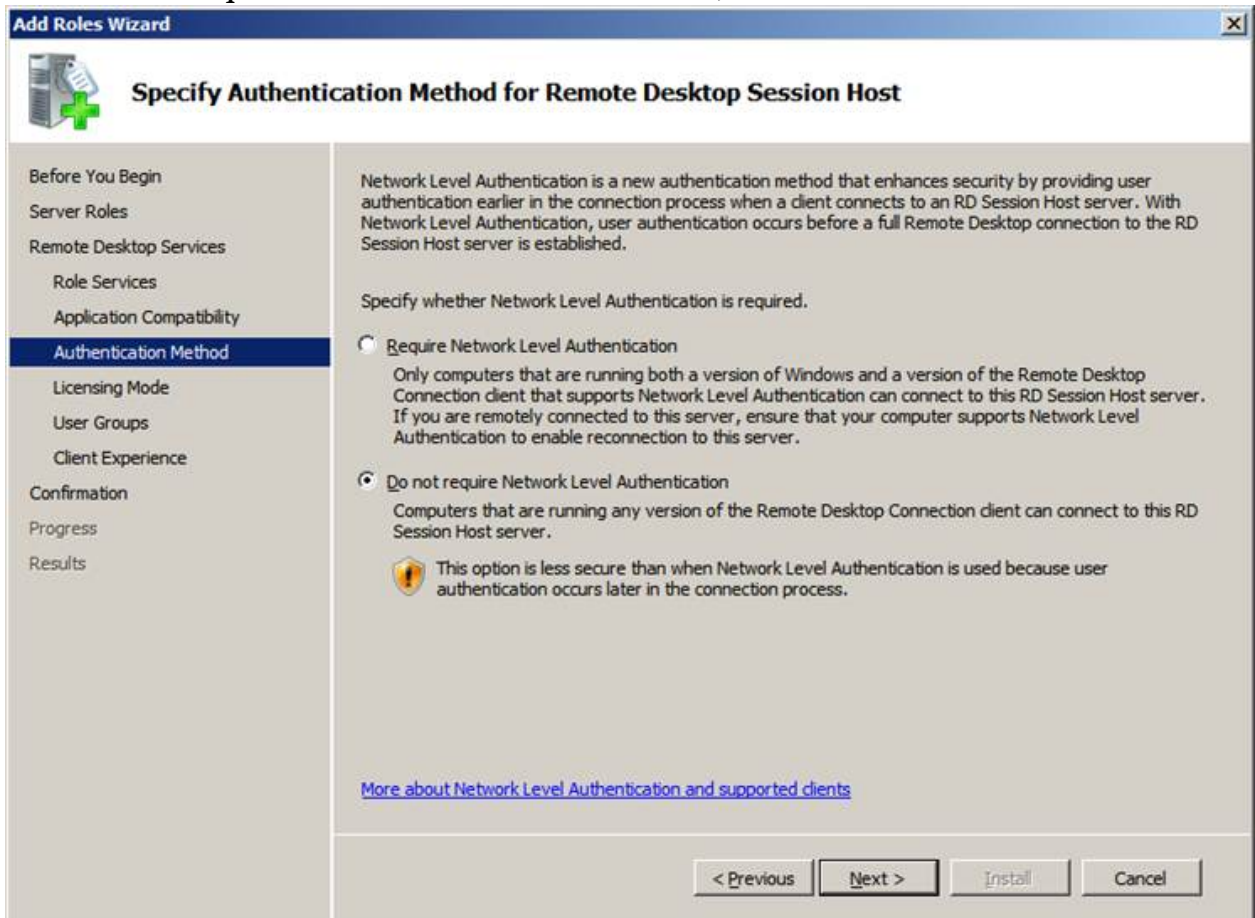 Add Roles Wizard
Specify Authentication Method for Remote Desktop Session Host
Before You Begin
Server Roles
Remote Desktop Services
Role Services
Application Compatibility
Authentication Method
Licensing Mode
User Groups
Client Experience
Confirmation
Progress
Results
Network Level Authentication is a new authentication method that enhances security by providing user
authentication earlier in the connection process when a client connects to an RD Session Host server. With
Network Level Authentication, user authentication occurs before a full Remote Desktop connection to the RD
Session Host server is established.
Specify whether Network Level Authentication is required.
Require Network Level Authentication
Only computers that are running both a version of Windows and a version of the Remote Desktop
Connection client that supports Network Level Authentication can connect to this RD Session Host server.
If you are remotely connected to this server, ensure that your computer supports Network Level
Authentication to enable reconnection to this server.
Do not require Network Level Authentication
Computers that are running any version of the Remote Desktop Connection client can connect to this RD
Session Host server.
This option is less secure than when Network Level Authentication is used because user
authentication occurs later in the connection process.
More about Network Level Authentication and supported clients
< Previous
Next >
Install
Cancel